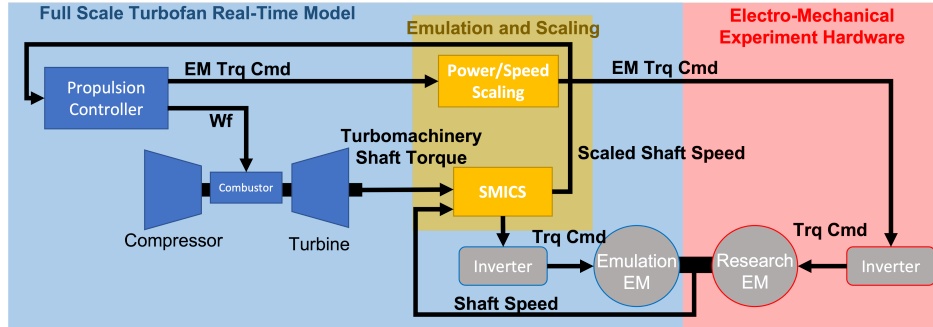 Full Scale Turbofan Real-Time Model
Emulation and Scaling
Electro-Mechanical
Experiment Hardware
Propulsion
Controller
EM Trq Cmd
Power/Speed
Scaling
EM Trq Cmd
Wf
Turbomachinery
Shaft Torque
Scaled Shaft Speed
Combustor
SMICS
Compressor
Turbine
Trq Cmd
Trq Cmd
Inverter
Emulation
EM
Research
EM
Inverter
Shaft Speed